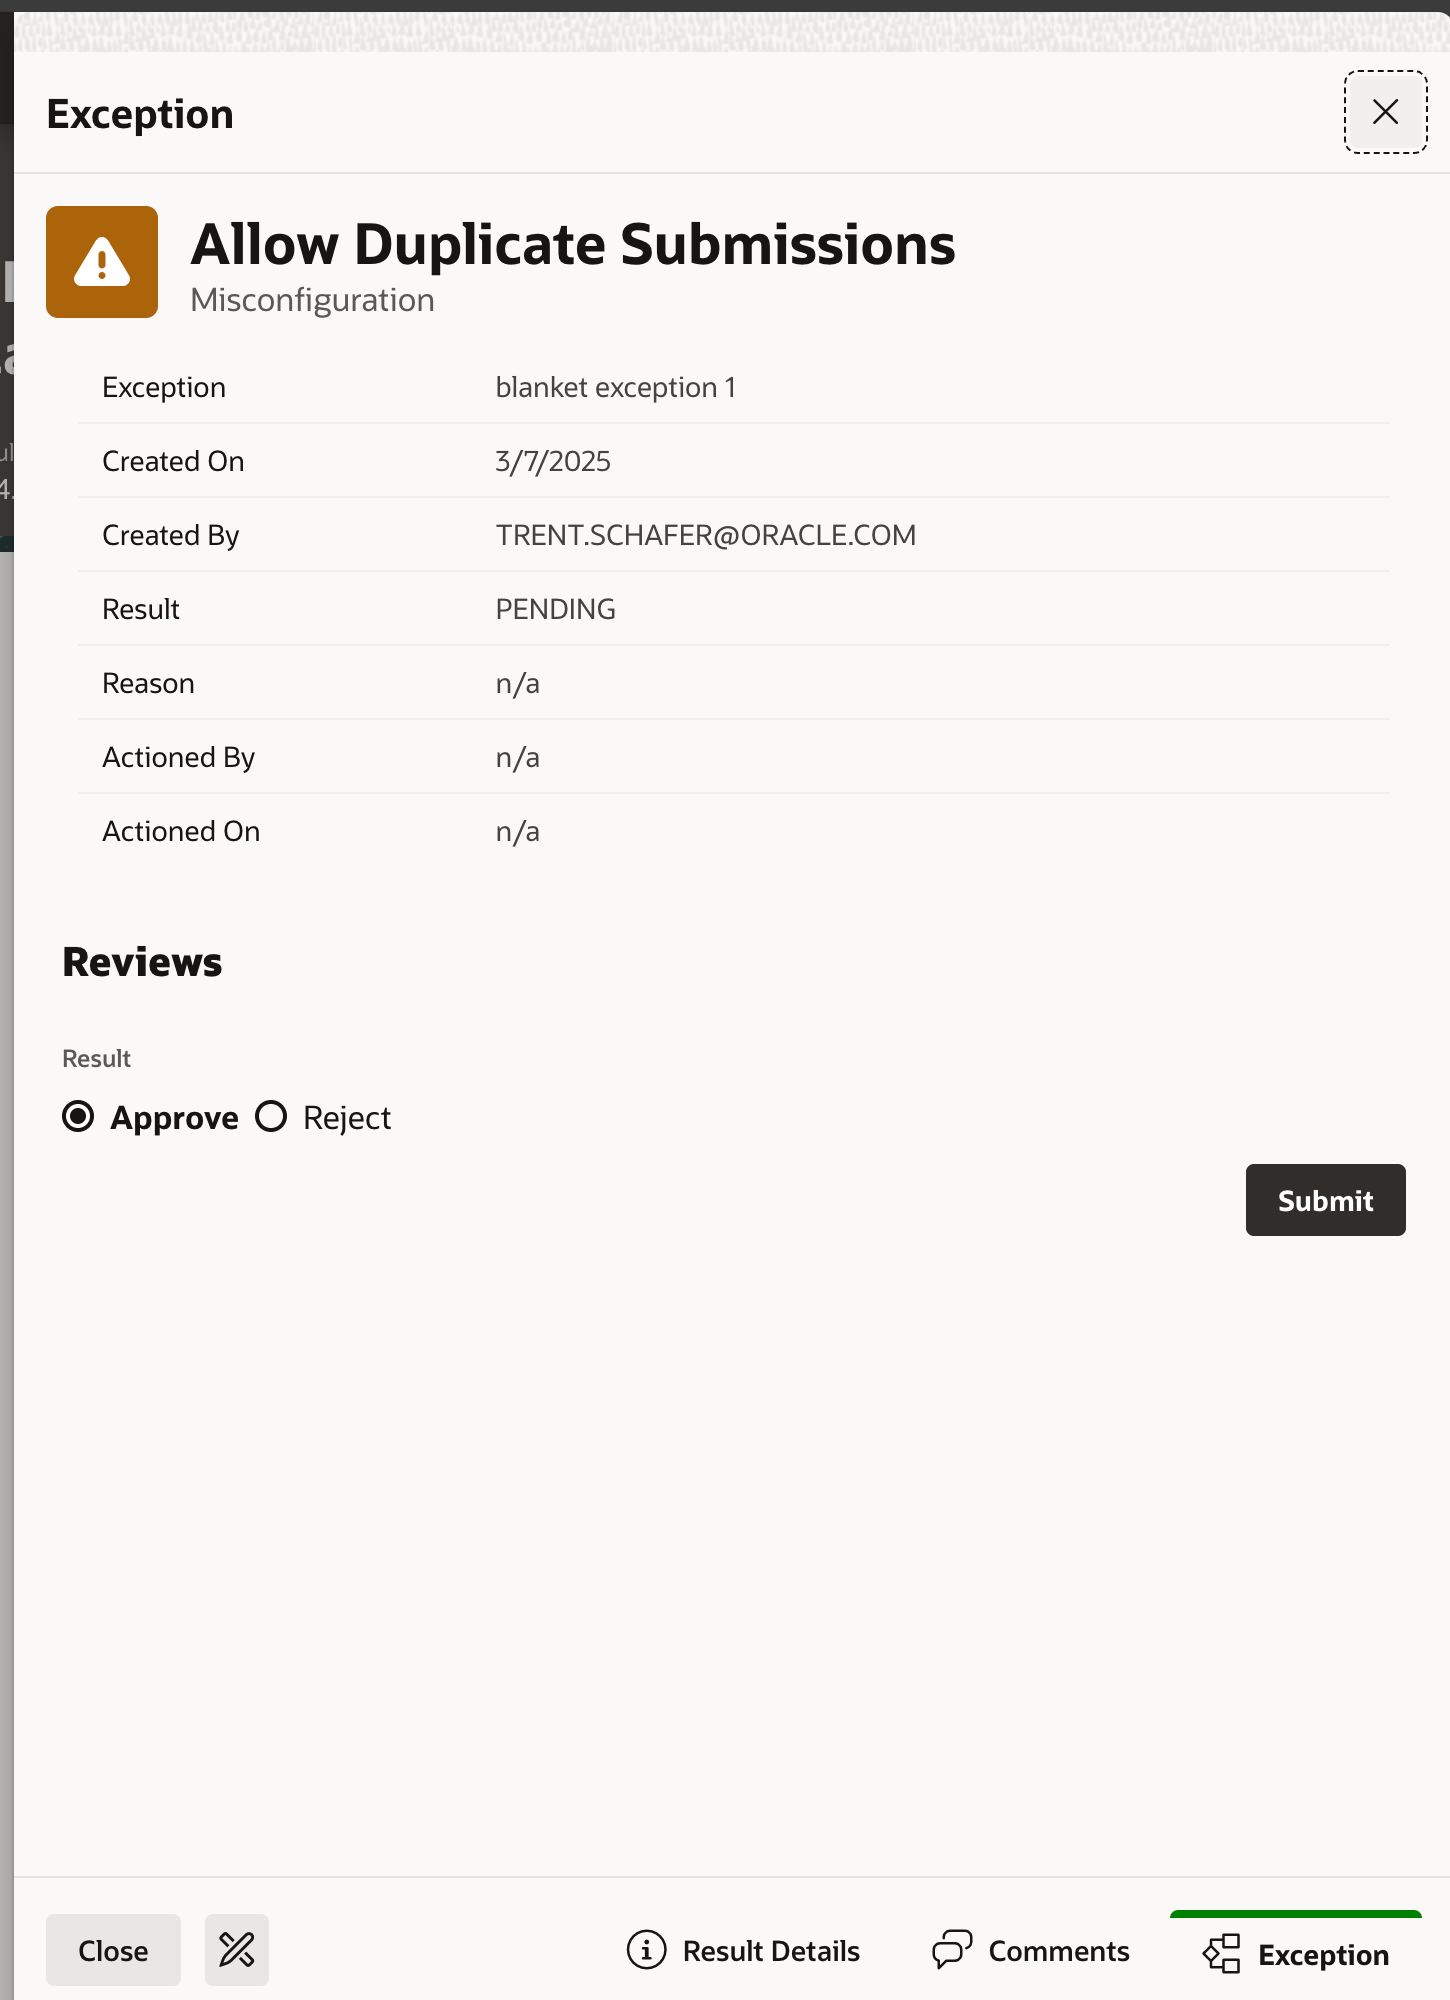 Exception
Allow Duplicate Submissions
Misconfiguration
Exception blanket exception 1
Created On 3/7/2025
Created By TRENT.SCHAFER@ORACLE.COM
Result PENDING
Reason n/a
Actioned By n/a
Actioned On n/a
Reviews
Result
Approve Reject
Submit
Close Result Details Comments Exception